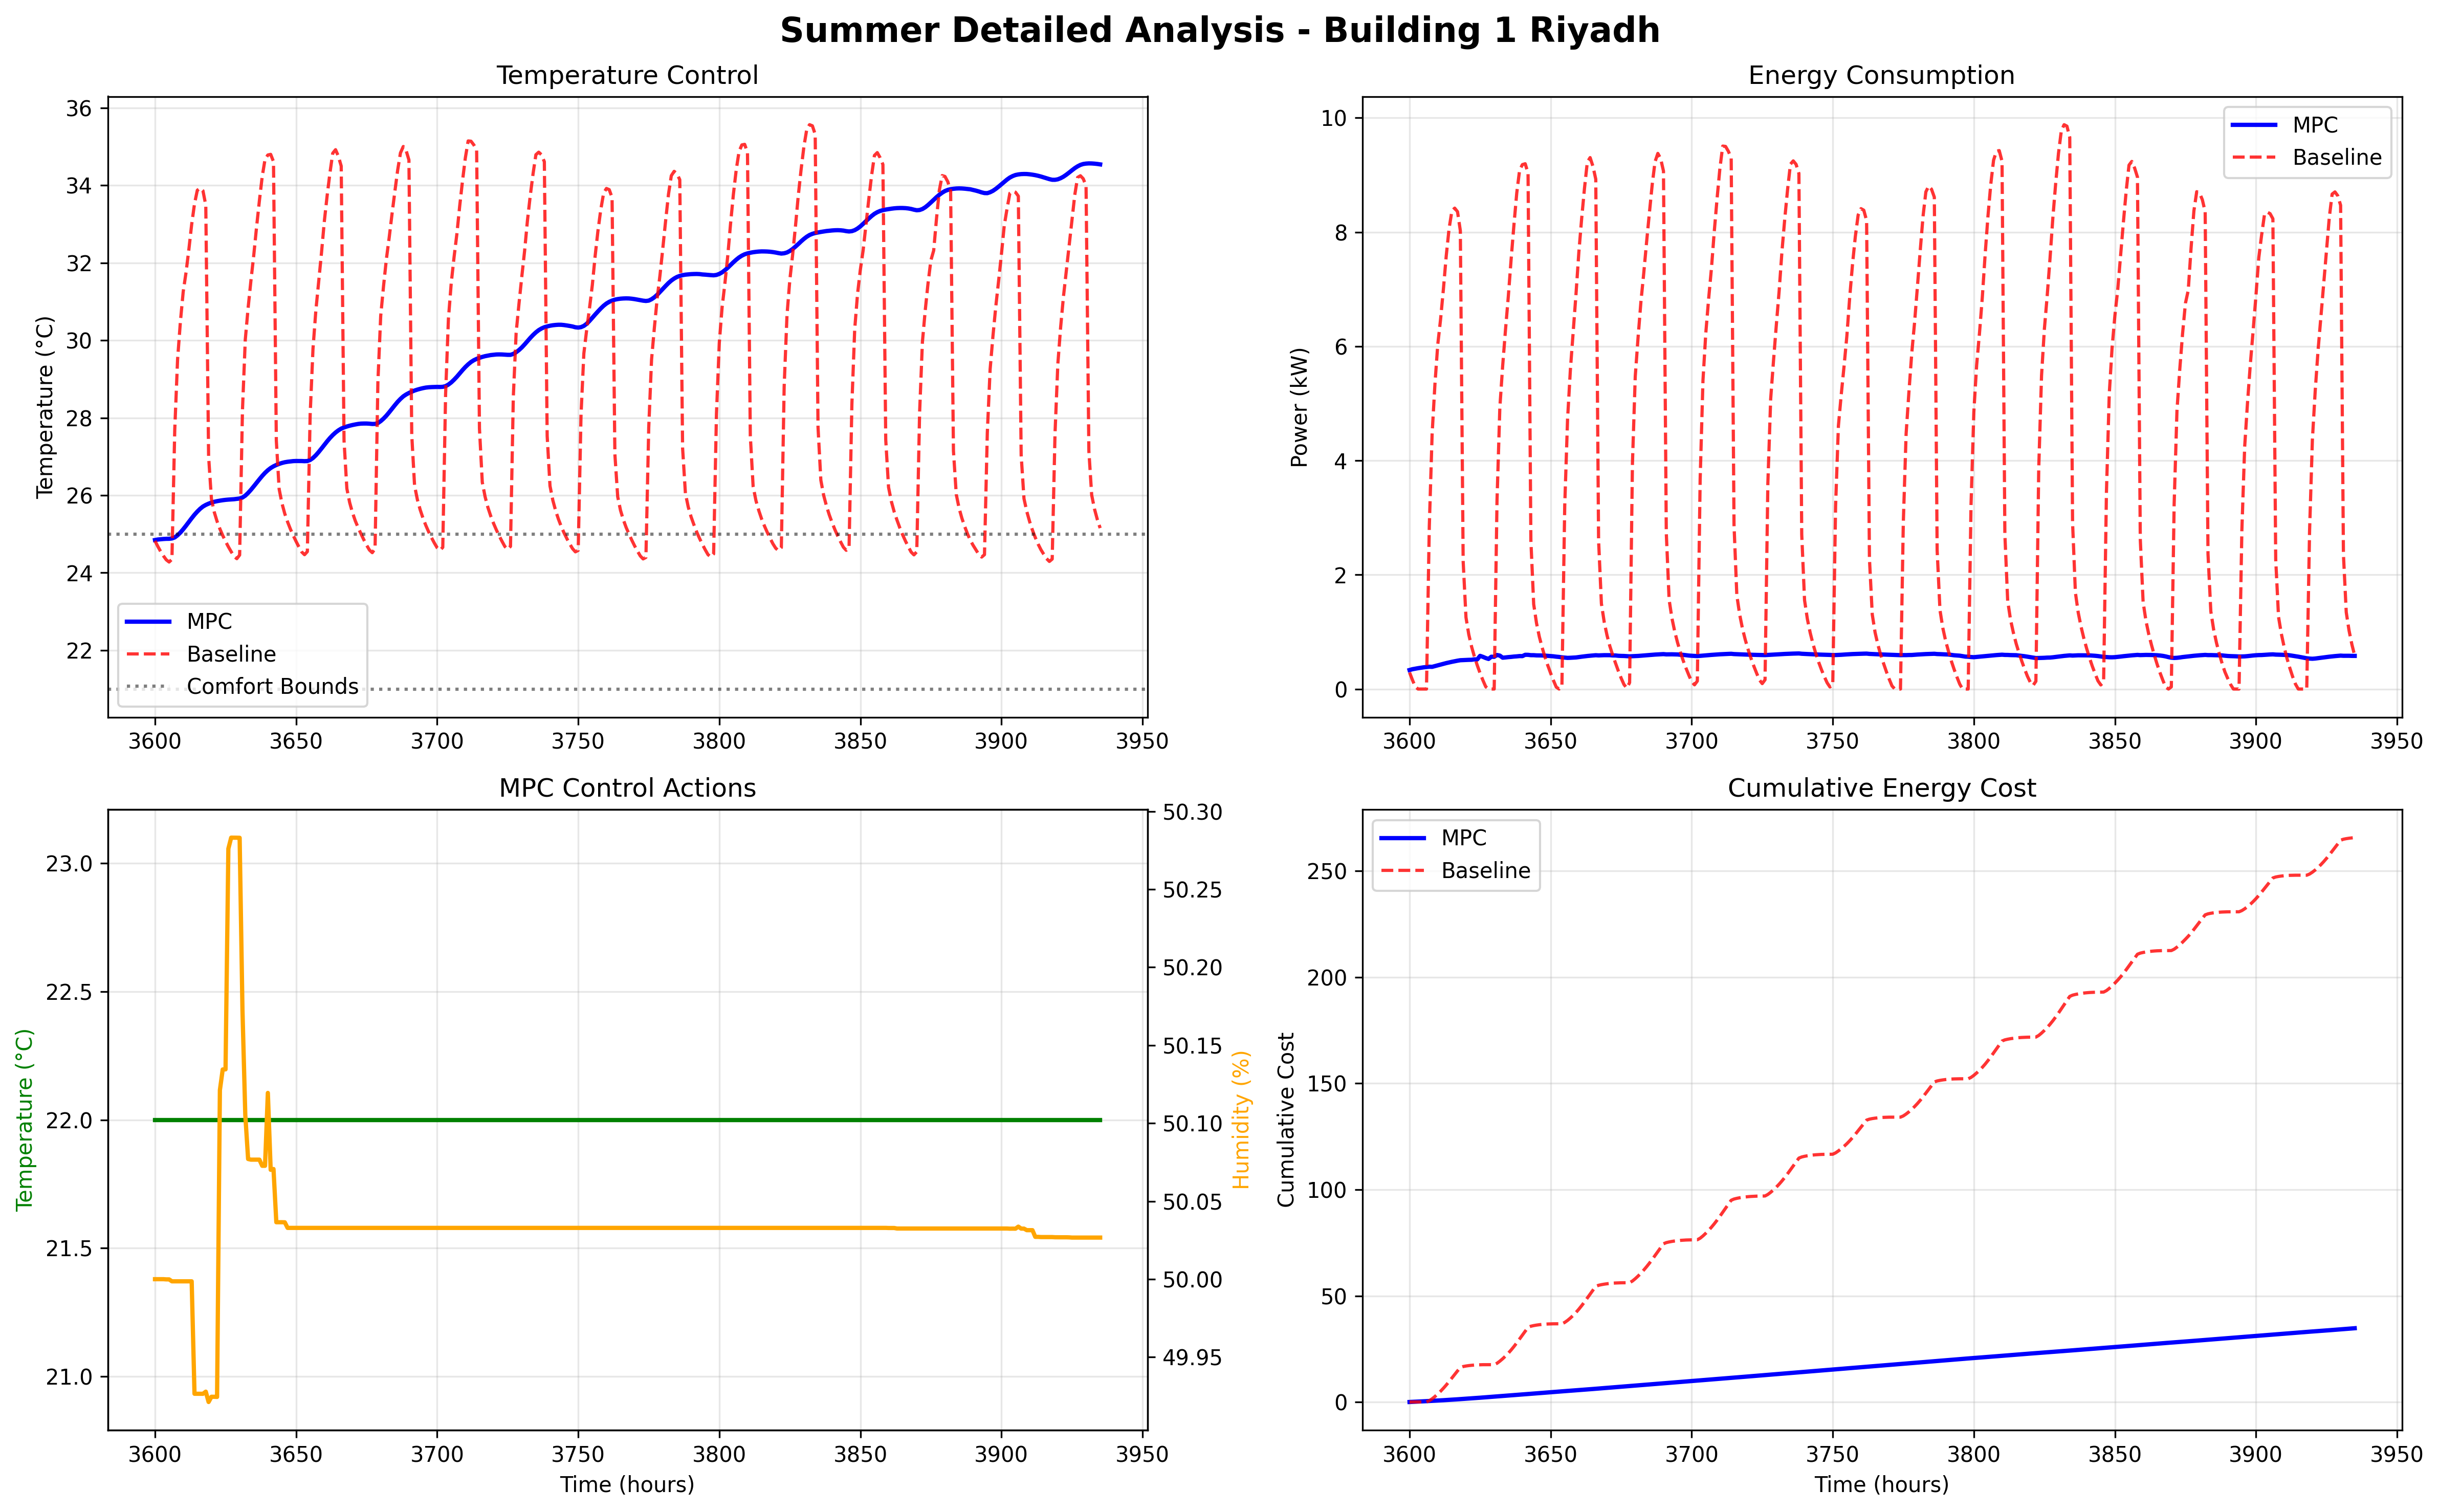 Summer Detailed Analysis - Building 1 Riyadh
Temperature Control
Temperature (°C)
36
34
32
30
28
26
24
22
MPC
Baseline
Comfort Bounds
3600 3650 3700 3750 3800 3850 3900 3950
Energy Consumption
Power (kW)
10
8
6
4
2
0
MPC
Baseline
3600 3650 3700 3750 3800 3850 3900 3950
MPC Control Actions
Temperature (°C)
23.0
22.5
22.0
21.5
21.0
50.30
50.25
50.20
50.15
50.10
50.05
50.00
49.95
Humidity (%)
3600 3650 3700 3750 3800 3850 3900 3950
Time (hours)
Cumulative Energy Cost
Cumulative Cost
250
200
150
100
50
0
MPC
Baseline
3600 3650 3700 3750 3800 3850 3900 3950
Time (hours)